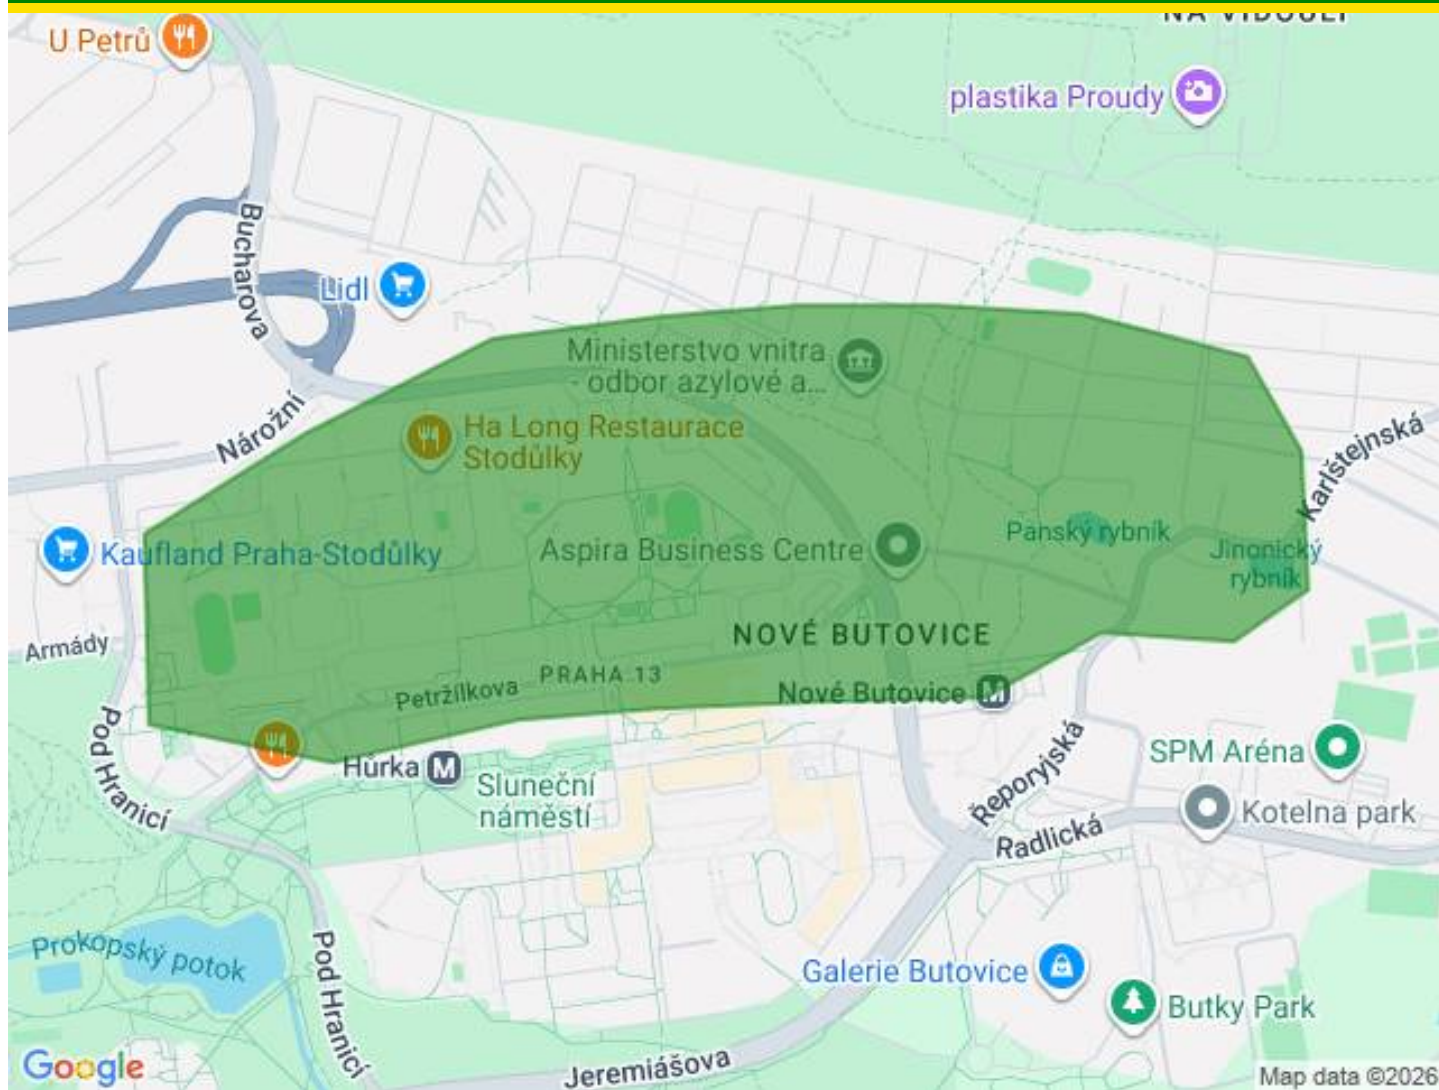 NA VIDOULI
U Petrů
plastika Proudy
Bucharova
Lidl
Ministerstvo vnitra
- odbor azylové a...
Nárožní
Ha Long Restaurace
Stodůlky
Karlštejnská
Kaufland Praha-Stodůlky
Aspira Business Centre
Panský rybník
Jinonický
rybník
Armády
NOVÉ BUTOVICE
PRAHA 13
Petržílkova
Nové Butovice M
Pod Hranicí
Hůrka M
Sluneční
náměstí
Řeporyjská
SPM Aréna
Radlická
Kotelna park
Prokopský potok
Pod Hranicí
Galerie Butovice
Butky Park
Jeremiášova
Google
Map data ©2026